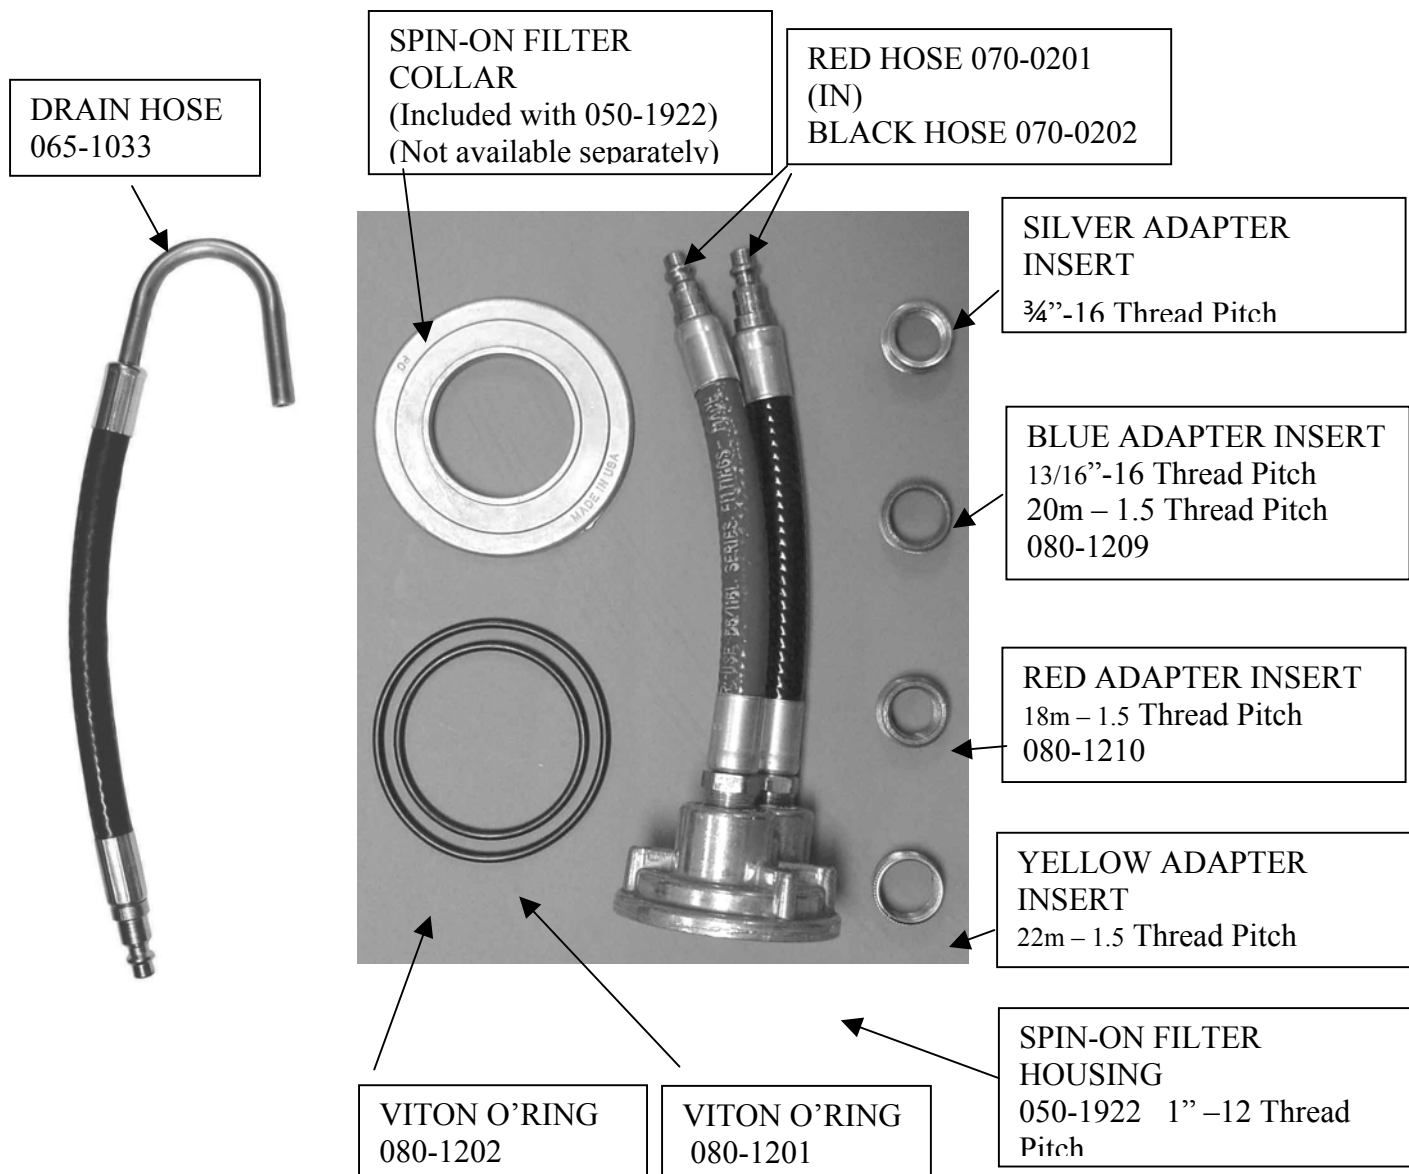 SPIN-ON FILTER
COLLAR
(Included with 050-1922)
(Not available separately)
RED HOSE 070-0201
(IN)
BLACK HOSE 070-0202
DRAIN HOSE
065-1033
SILVER ADAPTER
INSERT
¾”-16 Thread Pitch
BLUE ADAPTER INSERT
13/16”-16 Thread Pitch
20m – 1.5 Thread Pitch
080-1209
RED ADAPTER INSERT
18m – 1.5 Thread Pitch
080-1210
YELLOW ADAPTER
INSERT
22m – 1.5 Thread Pitch
SPIN-ON FILTER
HOUSING
050-1922 1” –12 Thread
Pitch
VITON O’RING
080-1202
VITON O’RING
080-1201
MADE IN USA
SERIES FITTINGS